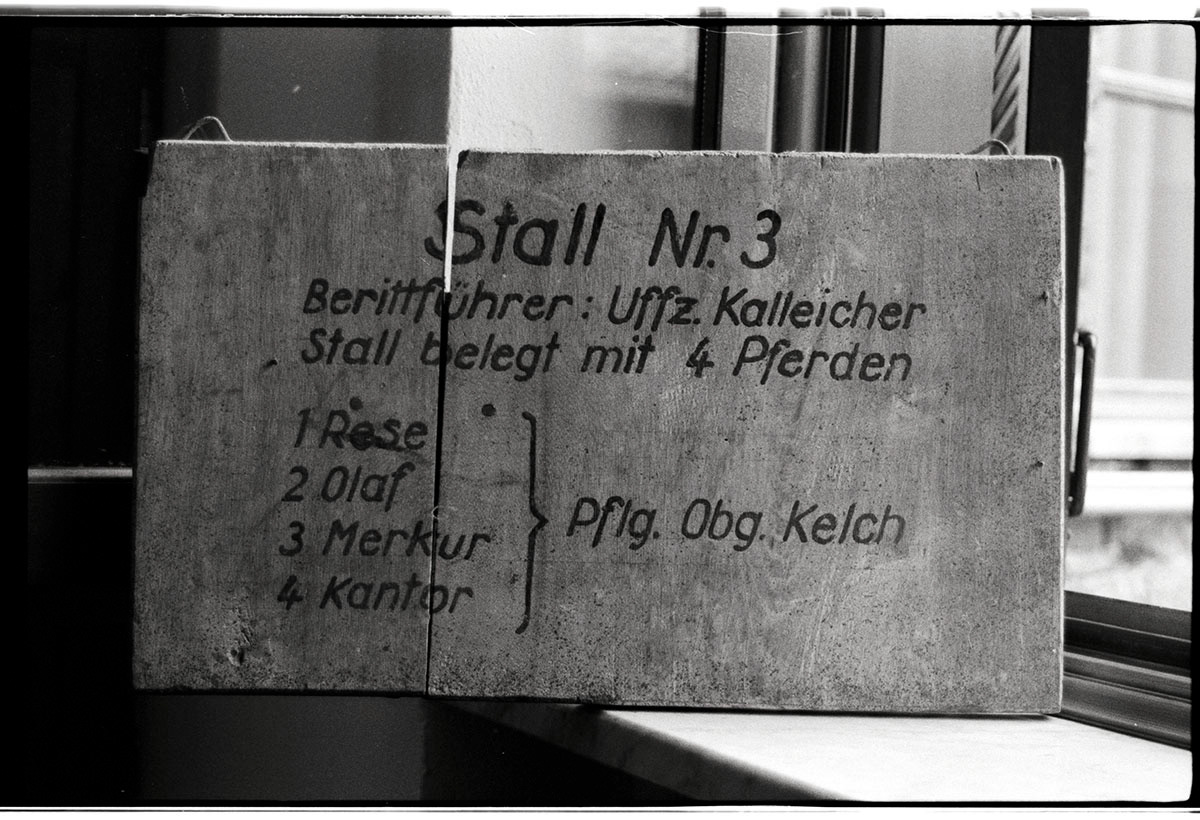 Stall Nr. 3
Berittführer: Uffz. Kalleicher
Stall belegt mit 4 Pferden
1 Rese
2 Olaf
3 Merkur
4 Kantor
} Pflg. Obg. Kelch